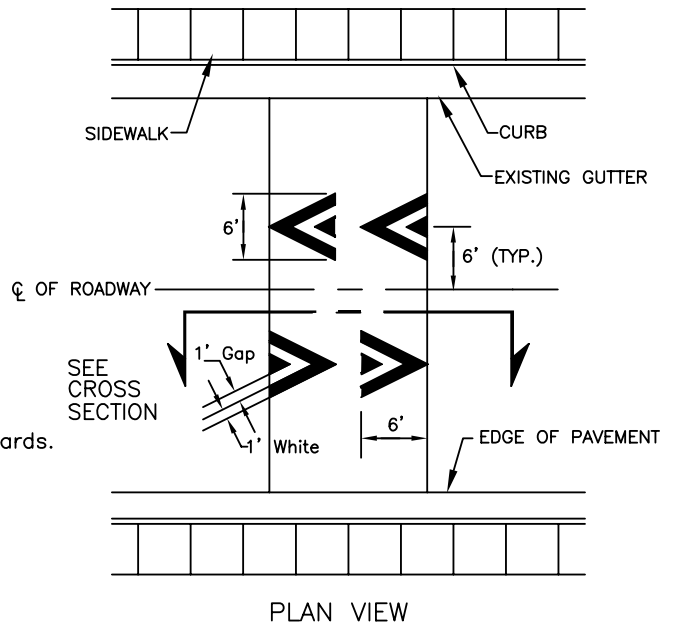 SIDEWALK
CURB
EXISTING GUTTER
6'
6' (TYP.)
℄ OF ROADWAY
1' Gap
SEE
CROSS
SECTION
1' White
6'
ards.
EDGE OF PAVEMENT
PLAN VIEW